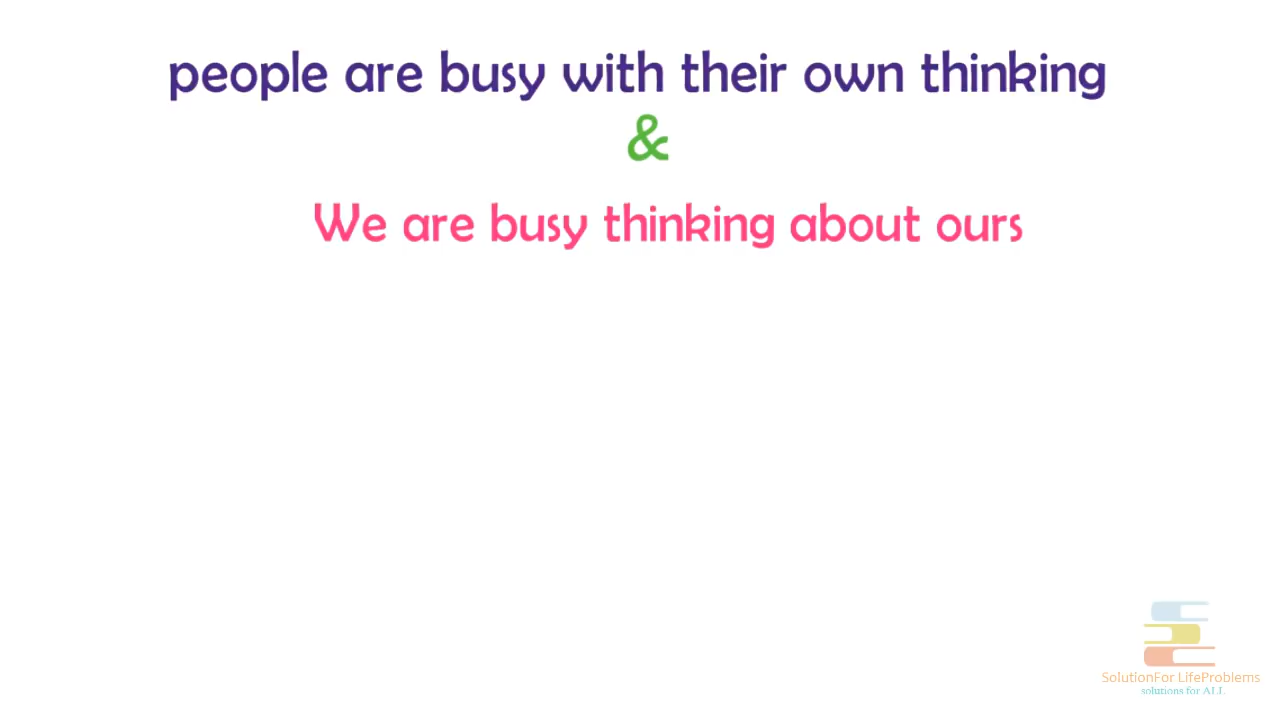 people are busy with their own thinking
&
We are busy thinking about ours
SolutionFor LifeProblems
solutions for ALL